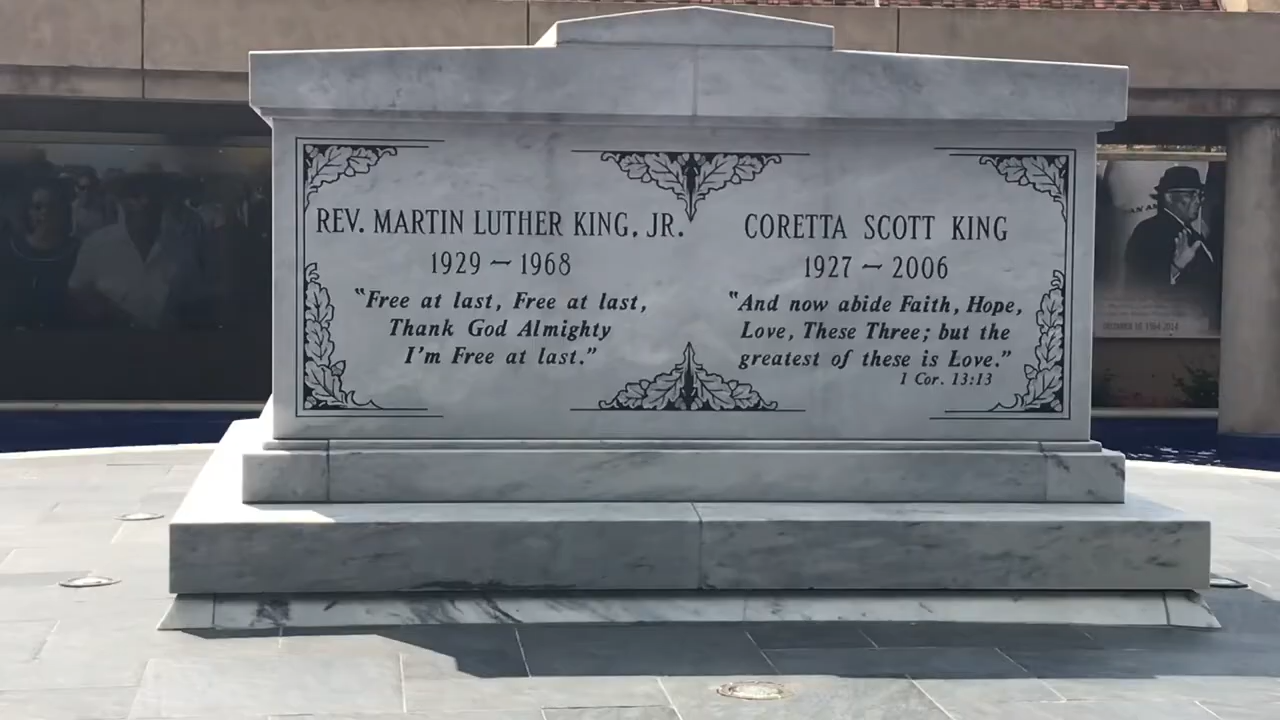 REV. MARTIN LUTHER KING, JR.
1929 – 1968
"Free at last, Free at last,
Thank God Almighty
I'm Free at last."
CORETTA SCOTT KING
1927 – 2006
"And now abide Faith, Hope,
Love, These Three; but the
greatest of these is Love."
1 Cor. 13:13